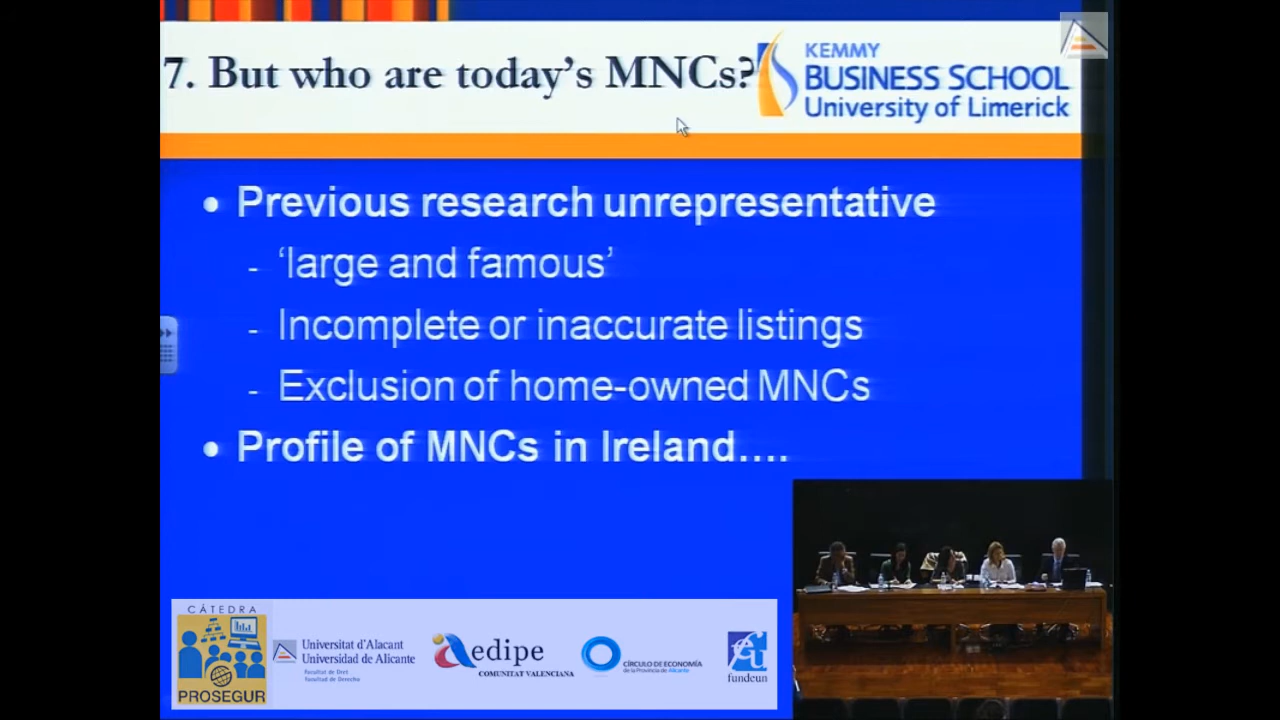 7. But who are today's MNCs?
KEMMY
BUSINESS SCHOOL
University of Limerick
• Previous research unrepresentative
- 'large and famous'
- Incomplete or inaccurate listings
- Exclusion of home-owned MNCs
• Profile of MNCs in Ireland....
CÀTEDRA
PROSEGUR
Universitat d'Alacant
Universidad de Alicante
Facultat de Dret
Facultad de Derecho
aedipe
COMUNITAT VALENCIANA
CÍRCULO DE ECONOMÍA
de la Provincia de Alicante
fundeun